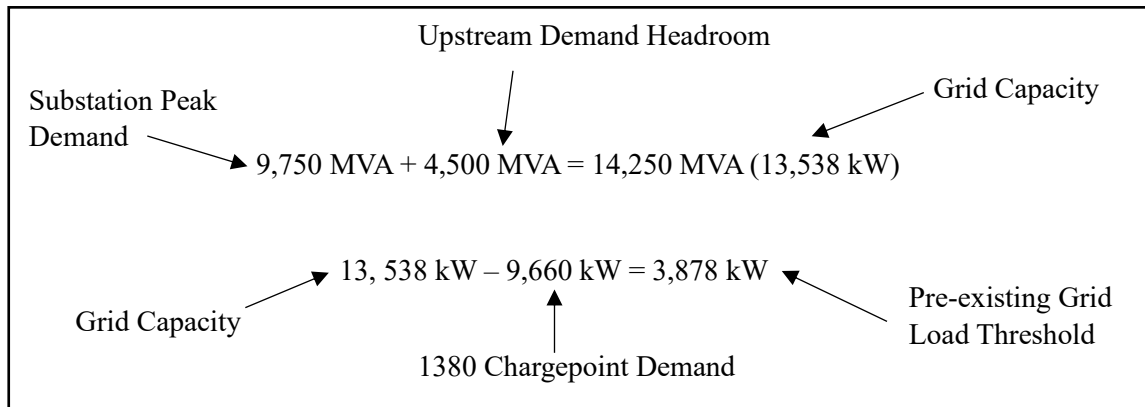 Upstream Demand Headroom
Substation Peak
Demand
Grid Capacity
9,750 MVA + 4,500 MVA = 14,250 MVA (13,538 kW)
13, 538 kW – 9,660 kW = 3,878 kW
Grid Capacity
Pre-existing Grid
Load Threshold
1380 Chargepoint Demand